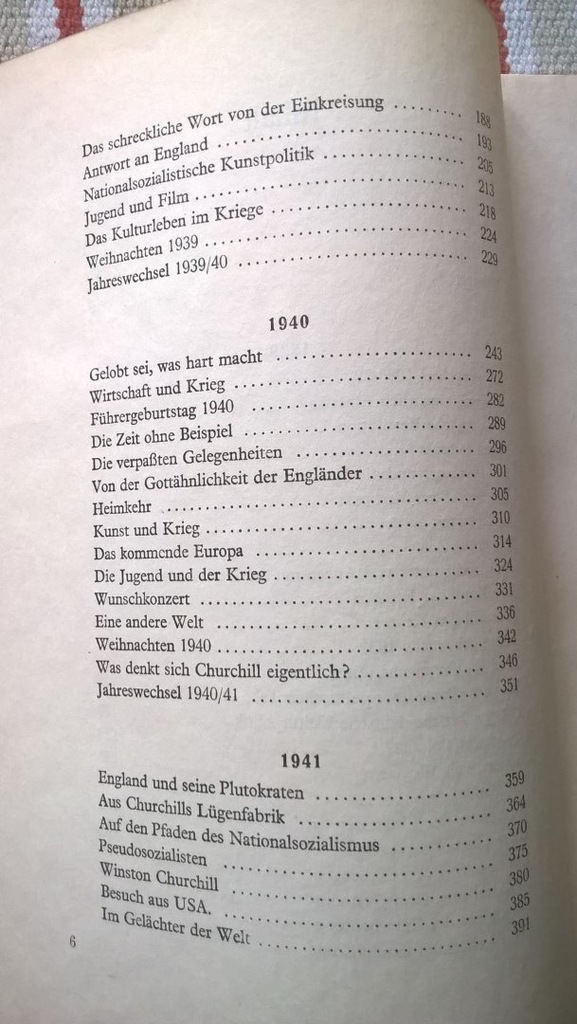 Das schreckliche Wort von der Einkreisung ......... 188
Antwort an England ........................ 193
Nationalsozialistische Kunstpolitik ................ 205
Jugend und Film .............................. 213
Das Kulturleben im Kriege ...................... 218
Weihnachten 1939 ............................. 224
Jahreswechsel 1939/40 ......................... 229
1940
Gelobt sei, was hart macht ........................ 243
Wirtschaft und Krieg ............................ 272
Führergeburtstag 1940 .......................... 282
Die Zeit ohne Beispiel .......................... 289
Die verpaßten Gelegenheiten ...................... 296
Von der Gottähnlichkeit der Engländer ............ 301
Heimkehr .................................... 305
Kunst und Krieg ............................... 310
Das kommende Europa .......................... 314
Die Jugend und der Krieg ....................... 324
Wunschkonzert ................................ 331
Eine andere Welt .............................. 336
Weihnachten 1940 .............................. 342
Was denkt sich Churchill eigentlich? ............... 346
Jahreswechsel 1940/41 .......................... 351
1941
England und seine Plutokraten .................... 359
Aus Churchills Lügenfabrik ...................... 364
Auf den Pfaden des Nationalsozialismus ............ 370
Pseudosozialisten .............................. 375
Winston Churchill ............................. 380
Besuch aus USA. .............................. 385
Im Gelächter der Welt .......................... 391
6